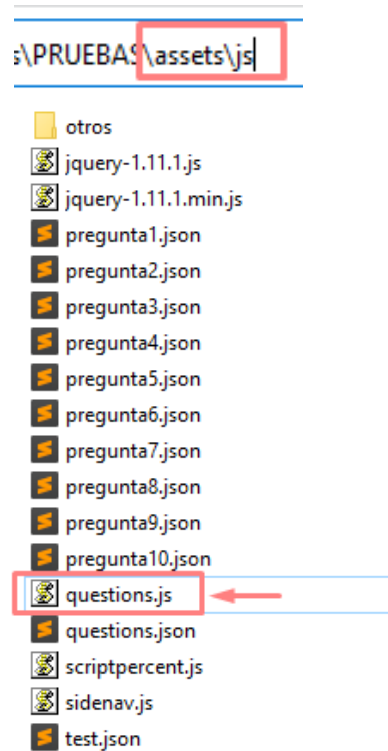 s\PRUEBAS\assets\js
otros
jquery-1.11.1.js
jquery-1.11.1.min.js
pregunta1.json
pregunta2.json
pregunta3.json
pregunta4.json
pregunta5.json
pregunta6.json
pregunta7.json
pregunta8.json
pregunta9.json
pregunta10.json
questions.js
questions.json
scriptpercent.js
sidenav.js
test.json